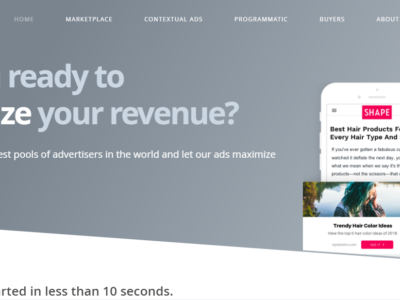 HOME MARKETPLACE CONTEXTUAL ADS PROGRAMMATIC BUYERS ABOUT
ready to
ze your revenue?
est pools of advertisers in the world and let our ads maximize
SHAPE
Best Hair Products F
Every Hair Type And
If you've ever gotten a fabulous
watched it deflate the next day, y
what we mean when we say it's th
products—not the scissors—that
Trendy Hair Color Ideas
View the top 5 hair color ideas of 2018
arted in less than 10 seconds.